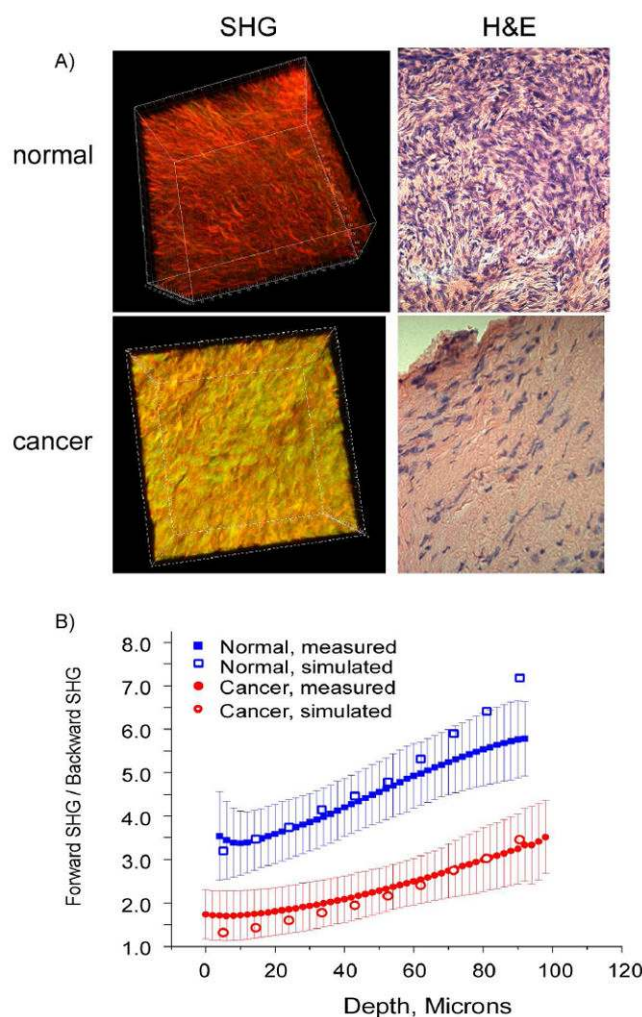 SHG H&E
A)
normal
cancer
B)
8.0
7.0
6.0
5.0
4.0
3.0
2.0
1.0
Forward SHG / Backward SHG
Normal, measured
Normal, simulated
Cancer, measured
Cancer, simulated
0 20 40 60 80 100 120
Depth, Microns